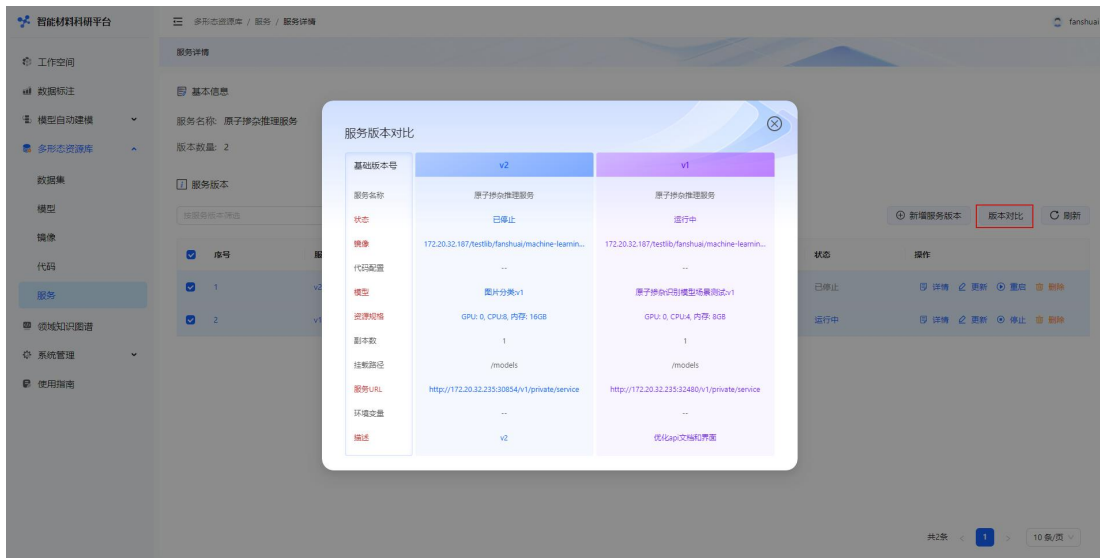 智能材料科研平台
多形态资源库 / 服务 / 服务详情
fanshuai
工作空间
数据标注
模型自动建模
多形态资源库
数据集
模型
镜像
代码
服务
领域知识图谱
系统管理
使用指南
服务详情
基本信息
服务名称: 原子掺杂推理服务
版本数量: 2
服务版本
按服务版本筛选
新增服务版本 版本对比 刷新
序号 服 状态 操作
1 v2 已停止 详情 更新 重启 删除
2 v1 运行中 详情 更新 停止 删除
服务版本对比
基础版本号 v2 v1
服务名称 原子掺杂推理服务 原子掺杂推理服务
状态 已停止 运行中
镜像 172.20.32.187/testlib/fanshuai/machine-learnin... 172.20.32.187/testlib/fanshuai/machine-learnin...
代码配置 -- --
模型 图片分类:v1 原子掺杂识别模型场景测试:v1
资源规格 GPU: 0, CPU:8, 内存: 16GB GPU: 0, CPU:4, 内存: 8GB
副本数 1 1
挂载路径 /models /models
服务URL http://172.20.32.235:30854/v1/private/service http://172.20.32.235:32480/v1/private/service
环境变量 -- --
描述 v2 优化api文档和界面
共2条 < 1 > 10 条/页